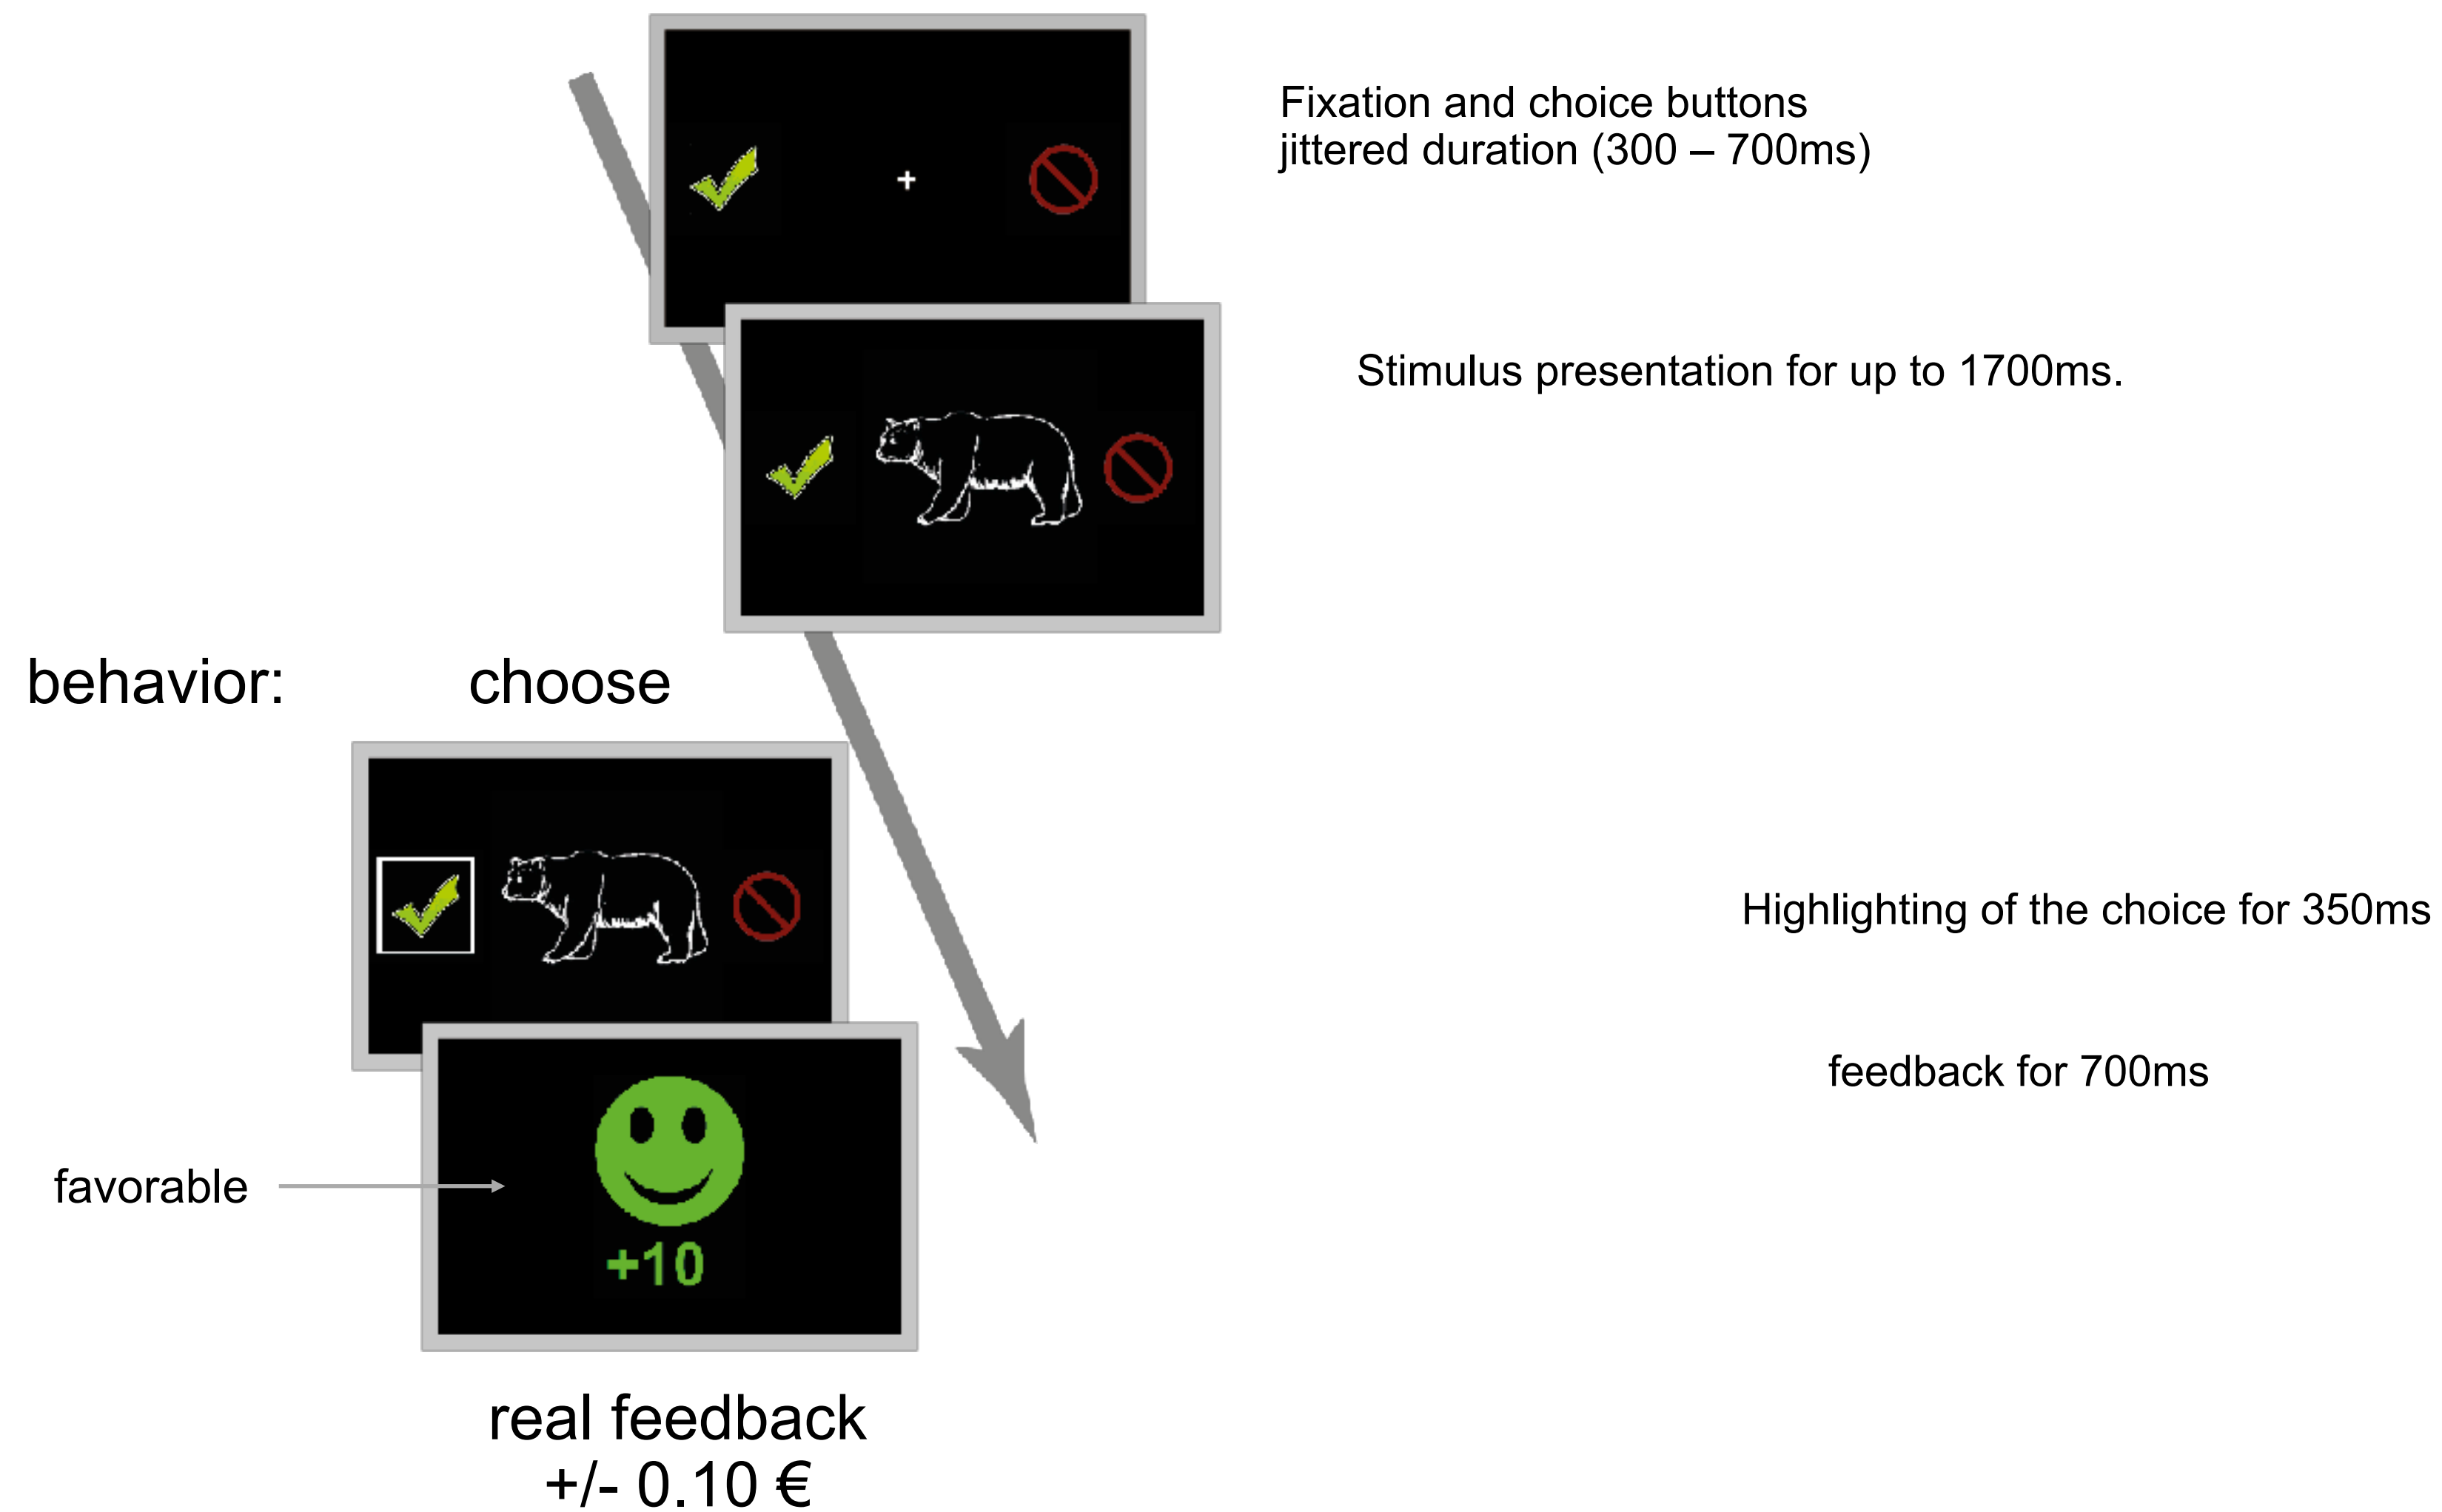 Fixation and choice buttons
jittered duration (300 – 700ms)
+
Stimulus presentation for up to 1700ms.
behavior: choose
Highlighting of the choice for 350ms
feedback for 700ms
favorable
+10
real feedback
+/- 0.10 €